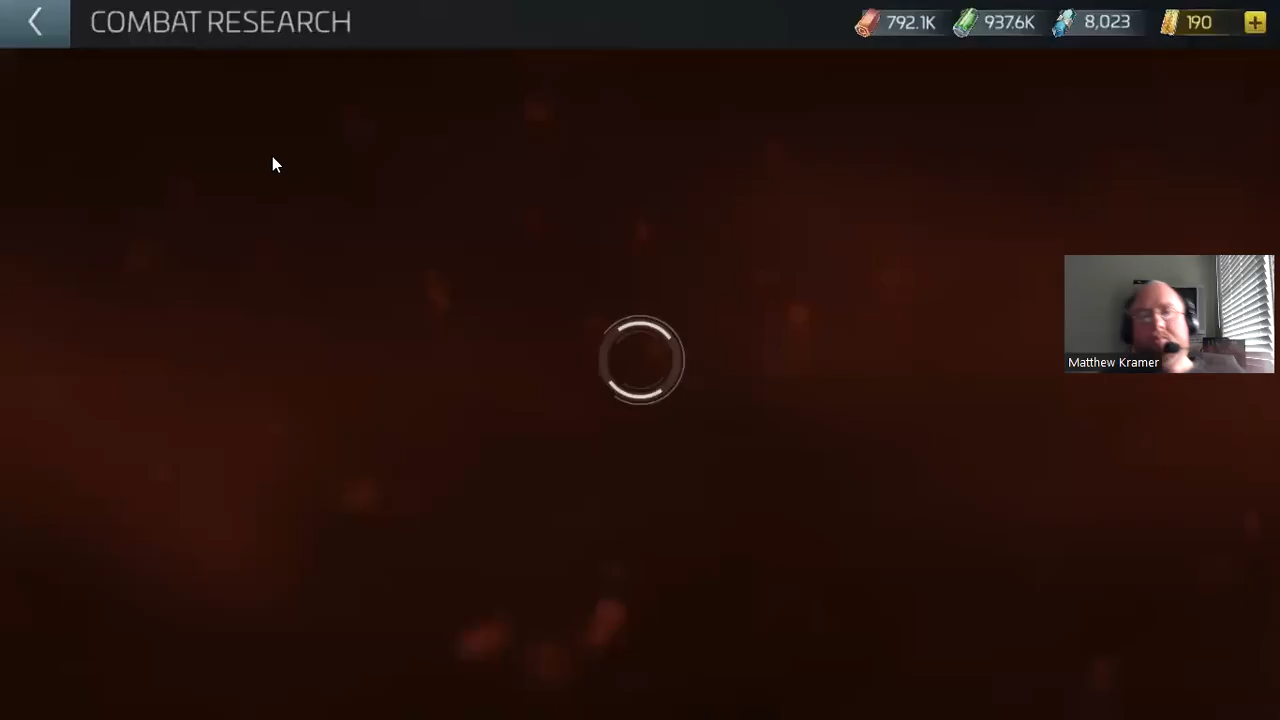 COMBAT RESEARCH
792.1K
937.6K
8,023
190
Matthew Kramer